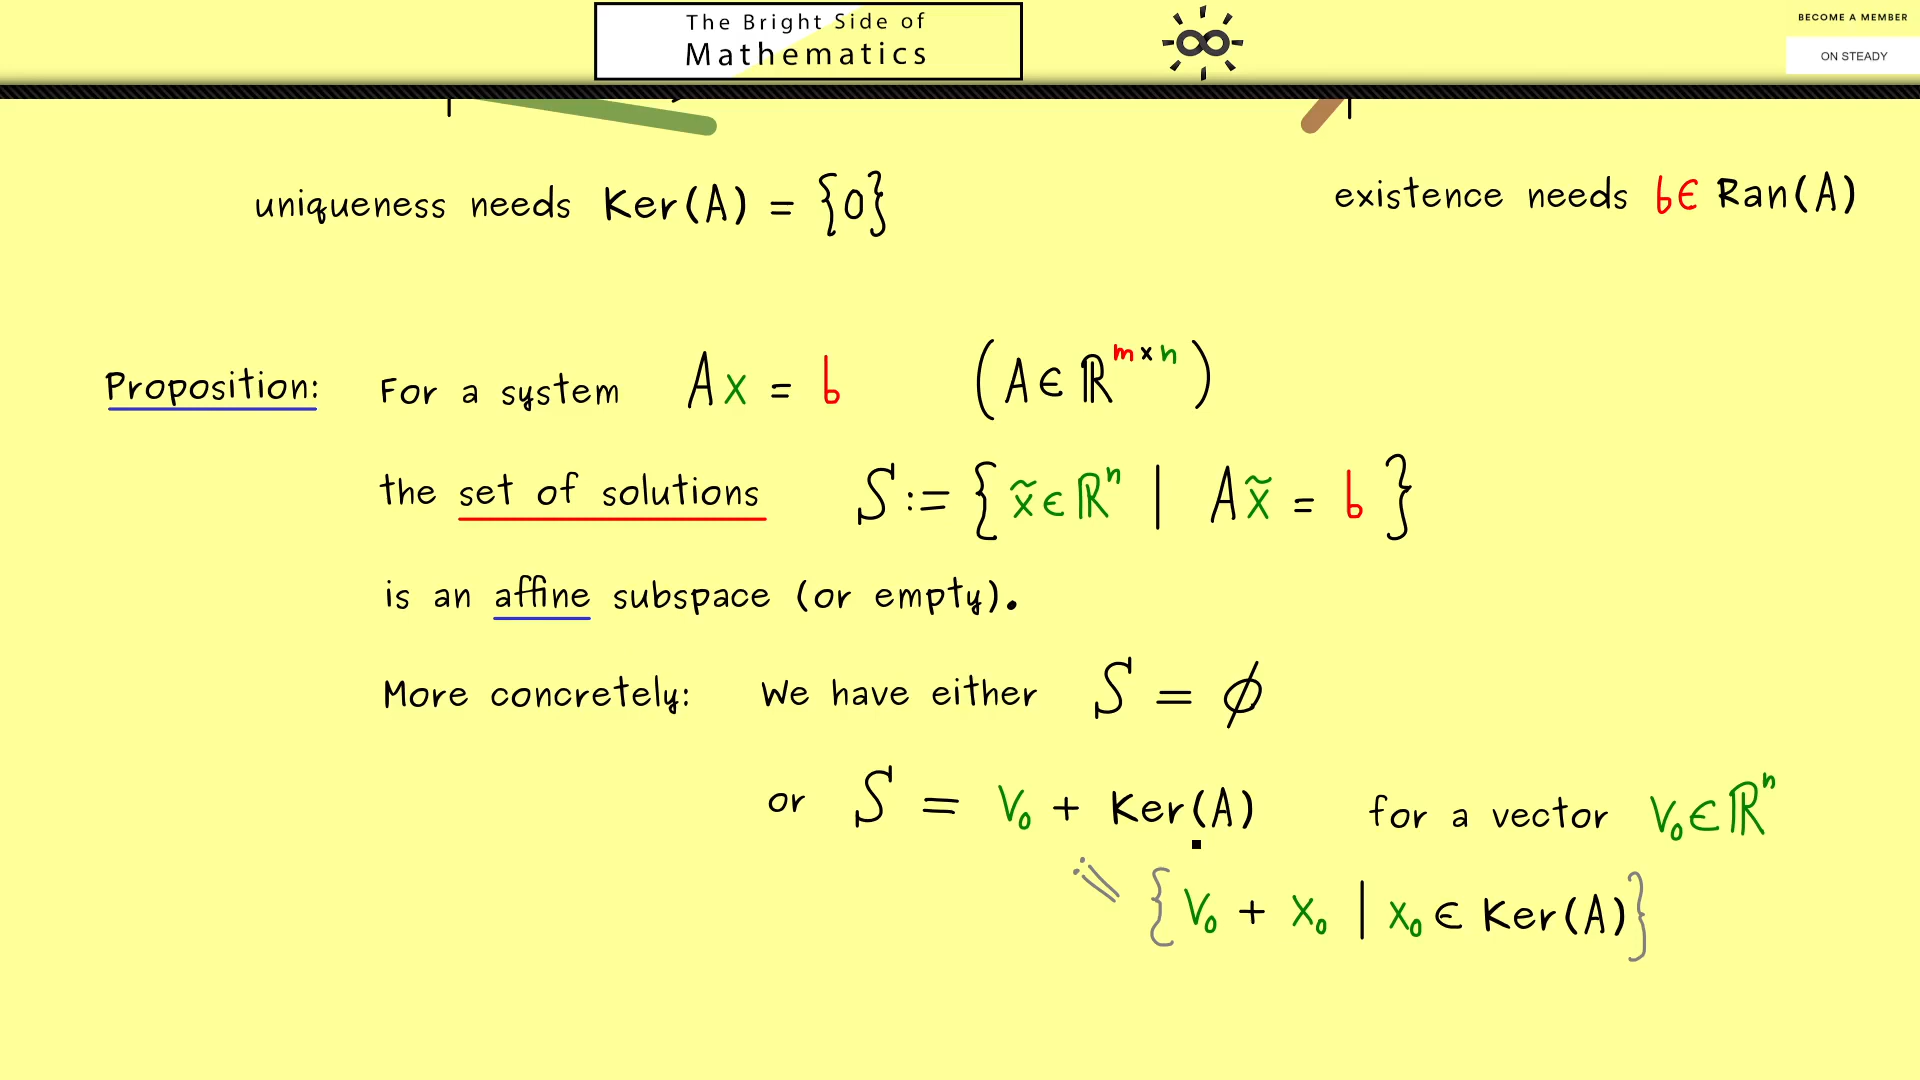 The Bright Side of
Mathematics
BECOME A MEMBER
ON STEADY
uniqueness needs Ker(A) = {0}
existence needs b∈ Ran(A)
Proposition: For a system Ax = b (A∈ℝ^{m×n})
the set of solutions S := {x̃∈ℝⁿ | Ax̃ = b}
is an affine subspace (or empty).
More concretely: We have either S = ∅
or S = v₀ + Ker(A) for a vector v₀∈ℝⁿ
:= {v₀ + x₀ | x₀ ∈ Ker(A)}